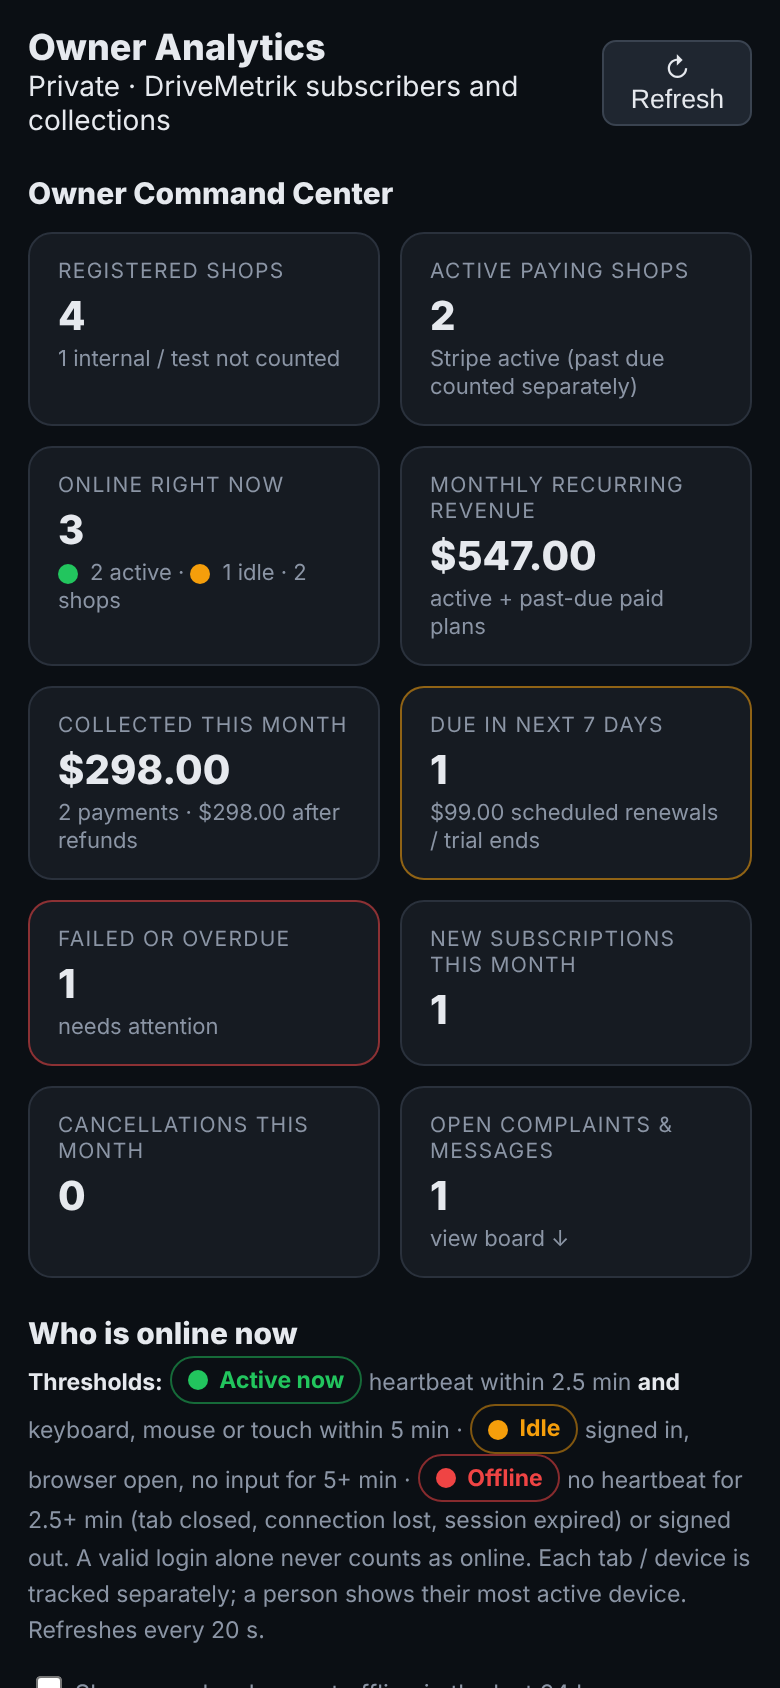 Owner Analytics
Private · DriveMetrik subscribers and
collections
↻
Refresh
Owner Command Center
REGISTERED SHOPS
4
1 internal / test not counted
ACTIVE PAYING SHOPS
2
Stripe active (past due
counted separately)
ONLINE RIGHT NOW
3
2 active · 1 idle · 2
shops
MONTHLY RECURRING
REVENUE
$547.00
active + past-due paid
plans
COLLECTED THIS MONTH
$298.00
2 payments · $298.00 after
refunds
DUE IN NEXT 7 DAYS
1
$99.00 scheduled renewals
/ trial ends
FAILED OR OVERDUE
1
needs attention
NEW SUBSCRIPTIONS
THIS MONTH
1
CANCELLATIONS THIS
MONTH
0
OPEN COMPLAINTS &
MESSAGES
1
view board ↓
Who is online now
Thresholds: Active now heartbeat within 2.5 min and
keyboard, mouse or touch within 5 min · Idle signed in,
browser open, no input for 5+ min · Offline no heartbeat for
2.5+ min (tab closed, connection lost, session expired) or signed
out. A valid login alone never counts as online. Each tab / device is
tracked separately; a person shows their most active device.
Refreshes every 20 s.